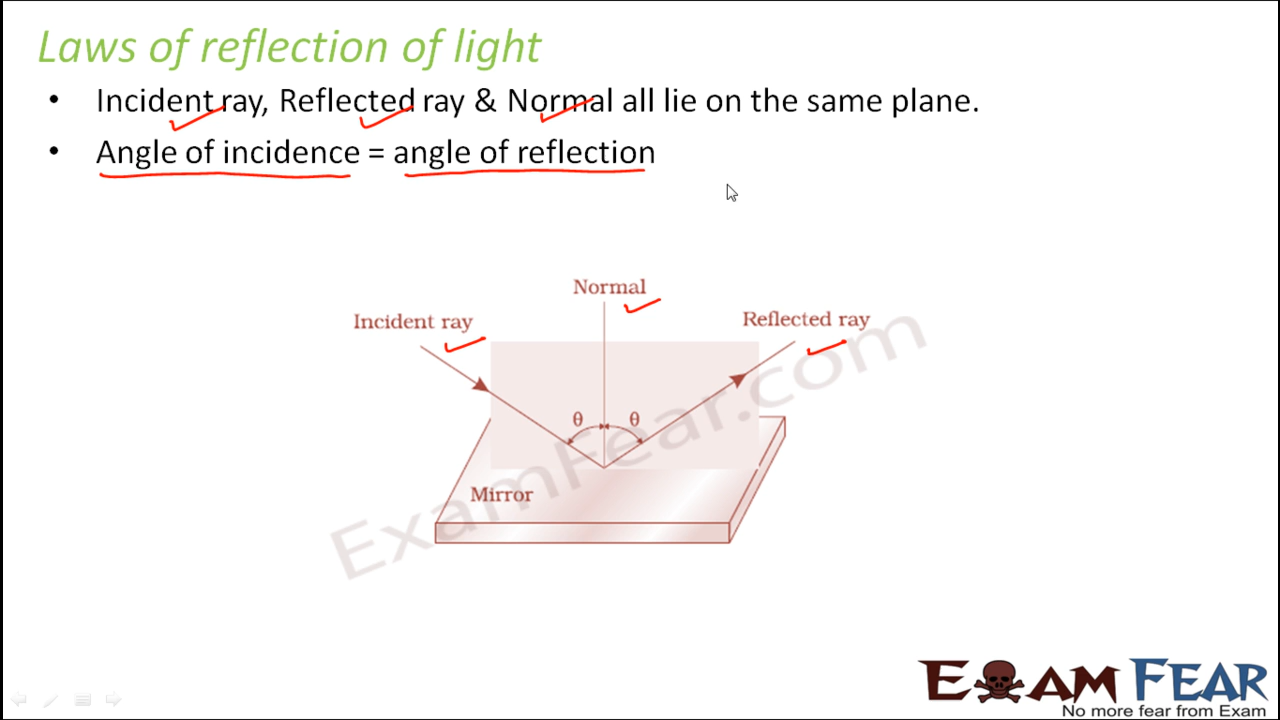 Laws of reflection of light
• Incident ray, Reflected ray & Normal all lie on the same plane.
• Angle of incidence = angle of reflection
Normal
Incident ray
Reflected ray
θ θ
Mirror
ExamFear.com
EXAM FEAR
No more fear from Exam